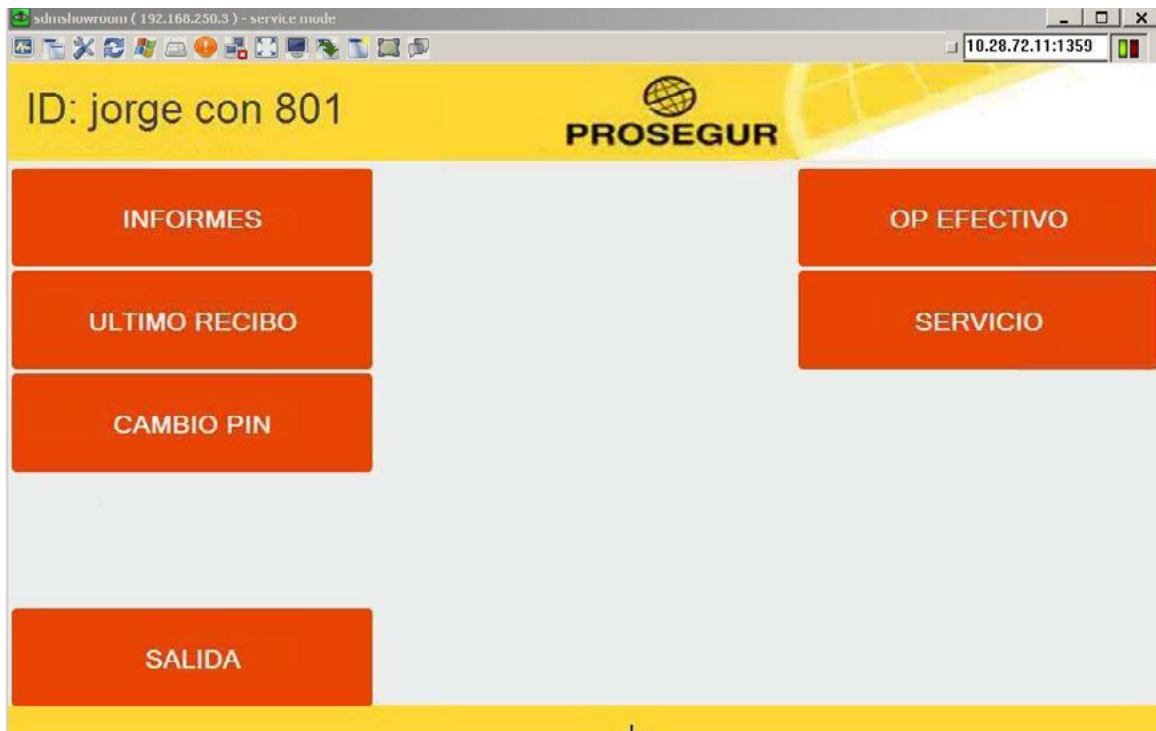 sdmshowroom ( 192.168.250.3 ) - service mode
10.28.72.11:1359
ID: jorge con 801
PROSEGUR
INFORMES
OP EFECTIVO
ULTIMO RECIBO
SERVICIO
CAMBIO PIN
SALIDA